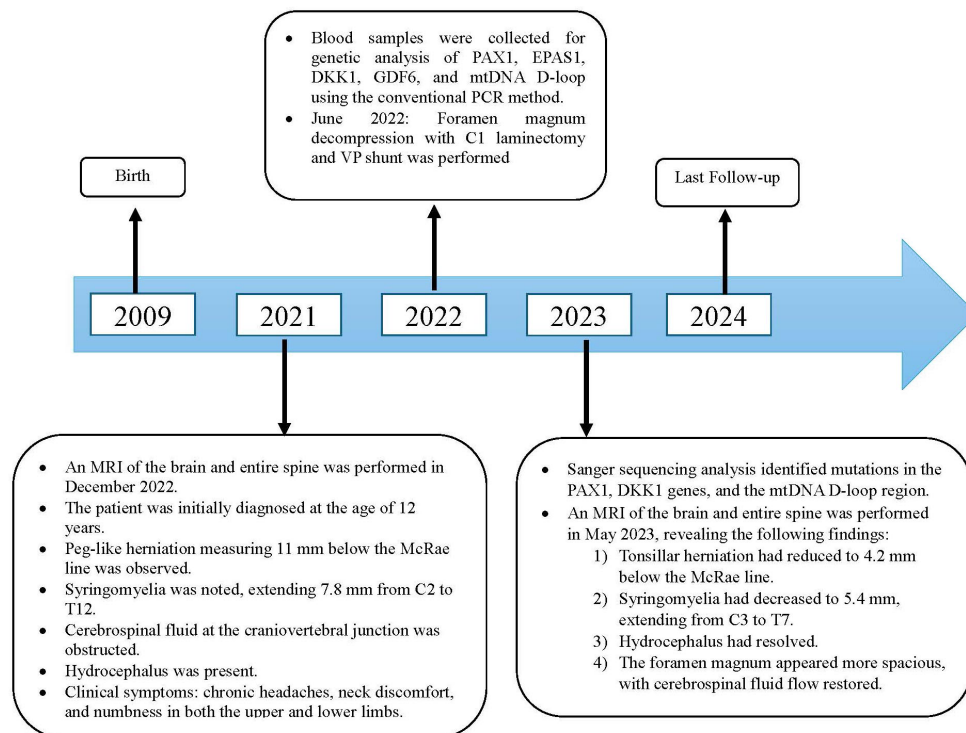 • Blood samples were collected for
genetic analysis of PAX1, EPAS1,
DKK1, GDF6, and mtDNA D-loop
using the conventional PCR method.
• June 2022: Foramen magnum
decompression with C1 laminectomy
and VP shunt was performed
Birth
Last Follow-up
2009
2021
2022
2023
2024
• An MRI of the brain and entire spine was performed in
December 2022.
• The patient was initially diagnosed at the age of 12
years.
• Peg-like herniation measuring 11 mm below the McRae
line was observed.
• Syringomyelia was noted, extending 7.8 mm from C2 to
T12.
• Cerebrospinal fluid at the craniovertebral junction was
obstructed.
• Hydrocephalus was present.
• Clinical symptoms: chronic headaches, neck discomfort,
and numbness in both the upper and lower limbs.
• Sanger sequencing analysis identified mutations in the
PAX1, DKK1 genes, and the mtDNA D-loop region.
• An MRI of the brain and entire spine was performed
in May 2023, revealing the following findings:
1) Tonsillar herniation had reduced to 4.2 mm
below the McRae line.
2) Syringomyelia had decreased to 5.4 mm,
extending from C3 to T7.
3) Hydrocephalus had resolved.
4) The foramen magnum appeared more spacious,
with cerebrospinal fluid flow restored.